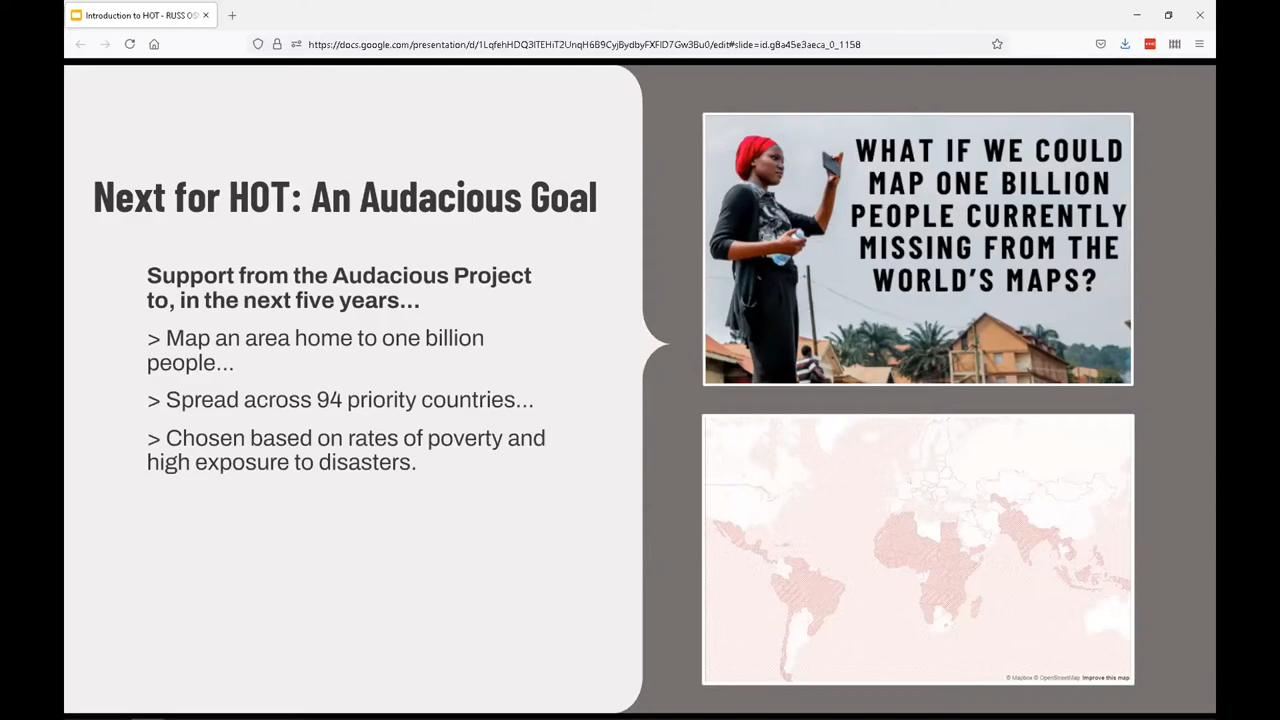 Introduction to HOT - RUSS OS
https://docs.google.com/presentation/d/1LqfehHDQ3ITEHiT2UnqH6B9CyjBydbyFXFID7Gw3Bu0/edit#slide=id.g8a45e3aeca_0_1158
Next for HOT: An Audacious Goal
Support from the Audacious Project
to, in the next five years...
> Map an area home to one billion
people...
> Spread across 94 priority countries...
> Chosen based on rates of poverty and
high exposure to disasters.
WHAT IF WE COULD
MAP ONE BILLION
PEOPLE CURRENTLY
MISSING FROM THE
WORLD'S MAPS?
© Mapbox © OpenStreetMap Improve this map